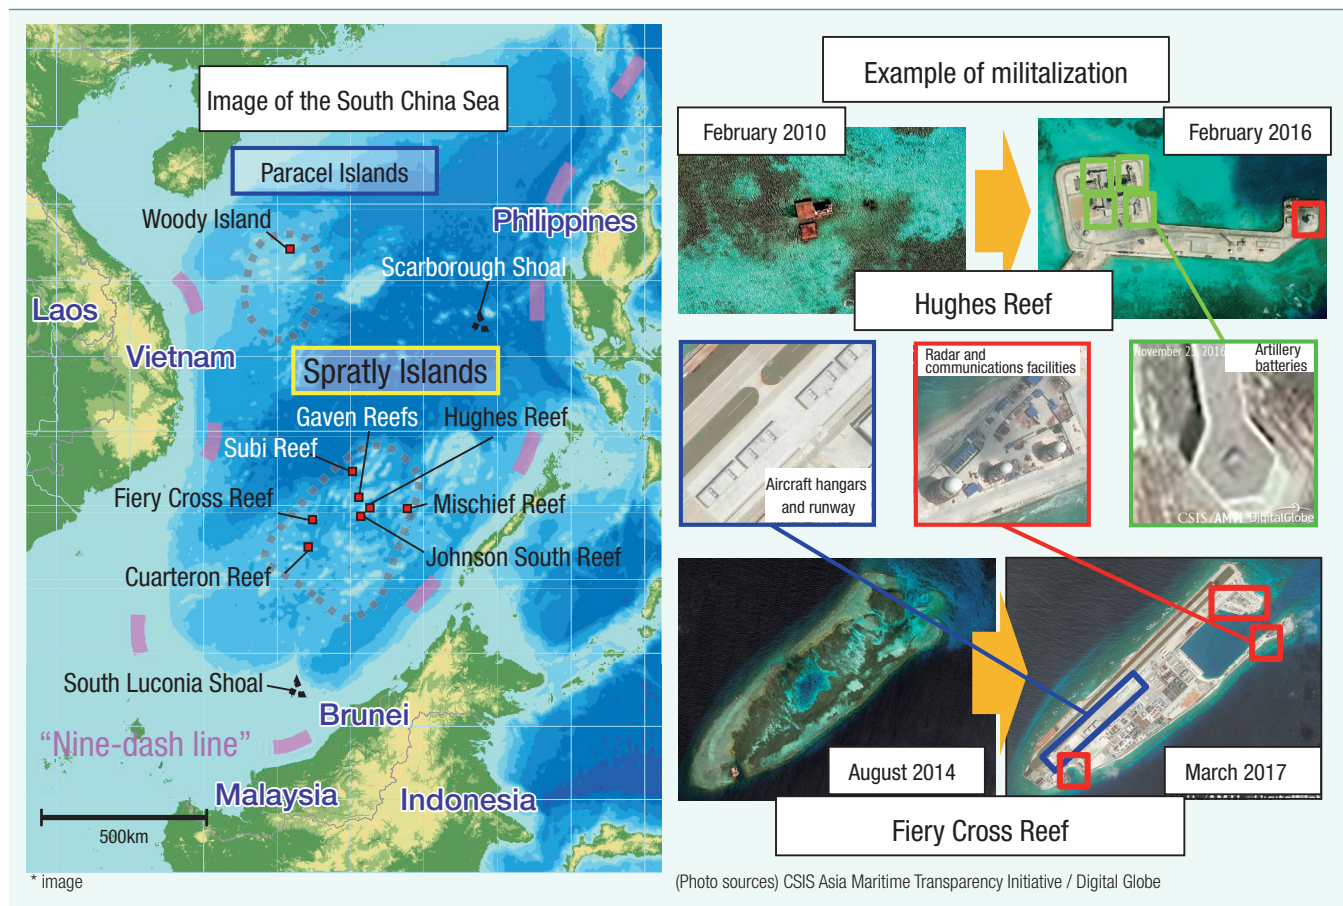 Image of the South China Sea
Paracel Islands
Woody Island
Philippines
Scarborough Shoal
Laos
Vietnam
Spratly Islands
Gaven Reefs
Hughes Reef
Subi Reef
Fiery Cross Reef
Mischief Reef
Johnson South Reef
Cuarteron Reef
South Luconia Shoal
Brunei
“Nine-dash line”
Malaysia
Indonesia
500km
* image
Example of militalization
February 2010
February 2016
Hughes Reef
Aircraft hangars
and runway
Radar and
communications facilities
November 23, 2016
Artillery
batteries
CSIS/AMTI DigitalGlobe
August 2014
March 2017
Fiery Cross Reef
(Photo sources) CSIS Asia Maritime Transparency Initiative / Digital Globe